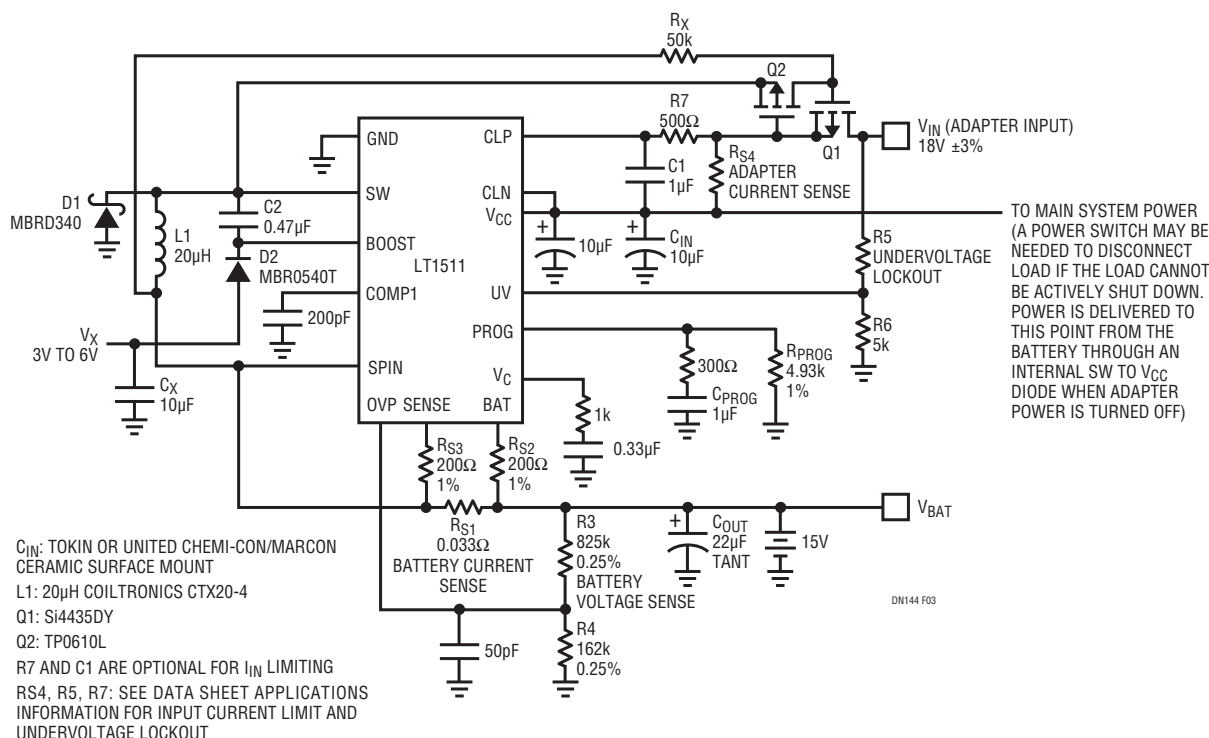 RX
50k
Q2
R7
500Ω
VIN (ADAPTER INPUT)
18V ±3%
Q1
GND
CLP
C1
1µF
RS4
ADAPTER
CURRENT SENSE
D1
MBRD340
SW
CLN
VCC
C2
0.47µF
L1
20µH
BOOST
D2
MBR0540T
LT1511
+
10µF
+
CIN
10µF
R5
UNDERVOLTAGE
LOCKOUT
TO MAIN SYSTEM POWER
(A POWER SWITCH MAY BE
NEEDED TO DISCONNECT
LOAD IF THE LOAD CANNOT
BE ACTIVELY SHUT DOWN.
POWER IS DELIVERED TO
THIS POINT FROM THE
BATTERY THROUGH AN
INTERNAL SW TO VCC
DIODE WHEN ADAPTER
POWER IS TURNED OFF)
COMP1
UV
200pF
PROG
R6
5k
VX
3V TO 6V
300Ω
RPROG
4.93k
1%
CPROG
1µF
SPIN
VC
CX
10µF
OVP SENSE
BAT
1k
0.33µF
RS3
200Ω
1%
RS2
200Ω
1%
VBAT
RS1
0.033Ω
BATTERY CURRENT
SENSE
R3
825k
0.25%
BATTERY
VOLTAGE SENSE
+
COUT
22µF
TANT
15V
50pF
R4
162k
0.25%
DN144 F03
CIN: TOKIN OR UNITED CHEMI-CON/MARCON
CERAMIC SURFACE MOUNT
L1: 20µH COILTRONICS CTX20-4
Q1: Si4435DY
Q2: TP0610L
R7 AND C1 ARE OPTIONAL FOR IIN LIMITING
RS4, R5, R7: SEE DATA SHEET APPLICATIONS
INFORMATION FOR INPUT CURRENT LIMIT AND
UNDERVOLTAGE LOCKOUT